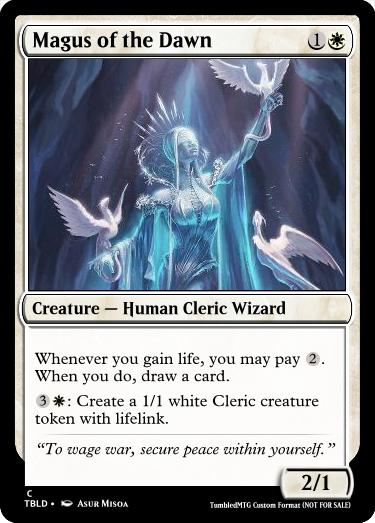 Magus of the Dawn 1
Creature — Human Cleric Wizard
Whenever you gain life, you may pay 2.
When you do, draw a card.
3 : Create a 1/1 white Cleric creature
token with lifelink.
“To wage war, secure peace within yourself.”
2/1
C
TBLD • Asur Misoa
TumbledMTG Custom Format (NOT FOR SALE)